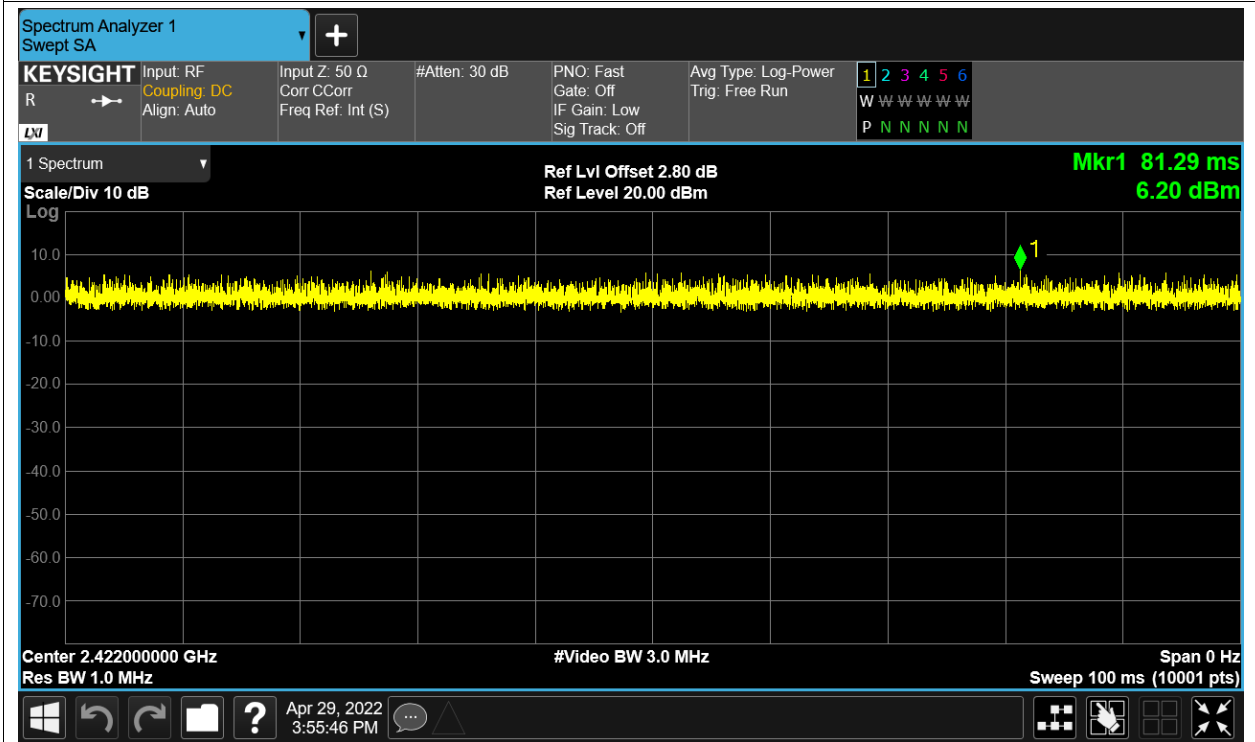 Spectrum Analyzer 1
Swept SA
▼
+
KEYSIGHT
R
LXI
Input: RF
Coupling: DC
Align: Auto
Input Z: 50 Ω
Corr CCorr
Freq Ref: Int (S)
#Atten: 30 dB
PNO: Fast
Gate: Off
IF Gain: Low
Sig Track: Off
Avg Type: Log-Power
Trig: Free Run
1 2 3 4 5 6
W W W W W W
P N N N N N
1 Spectrum ▼
Scale/Div 10 dB
Log
Ref Lvl Offset 2.80 dB
Ref Level 20.00 dBm
Mkr1 81.29 ms
6.20 dBm
1
10.0
0.00
-10.0
-20.0
-30.0
-40.0
-50.0
-60.0
-70.0
Center 2.422000000 GHz
Res BW 1.0 MHz
#Video BW 3.0 MHz
Span 0 Hz
Sweep 100 ms (10001 pts)
?
Apr 29, 2022
3:55:46 PM